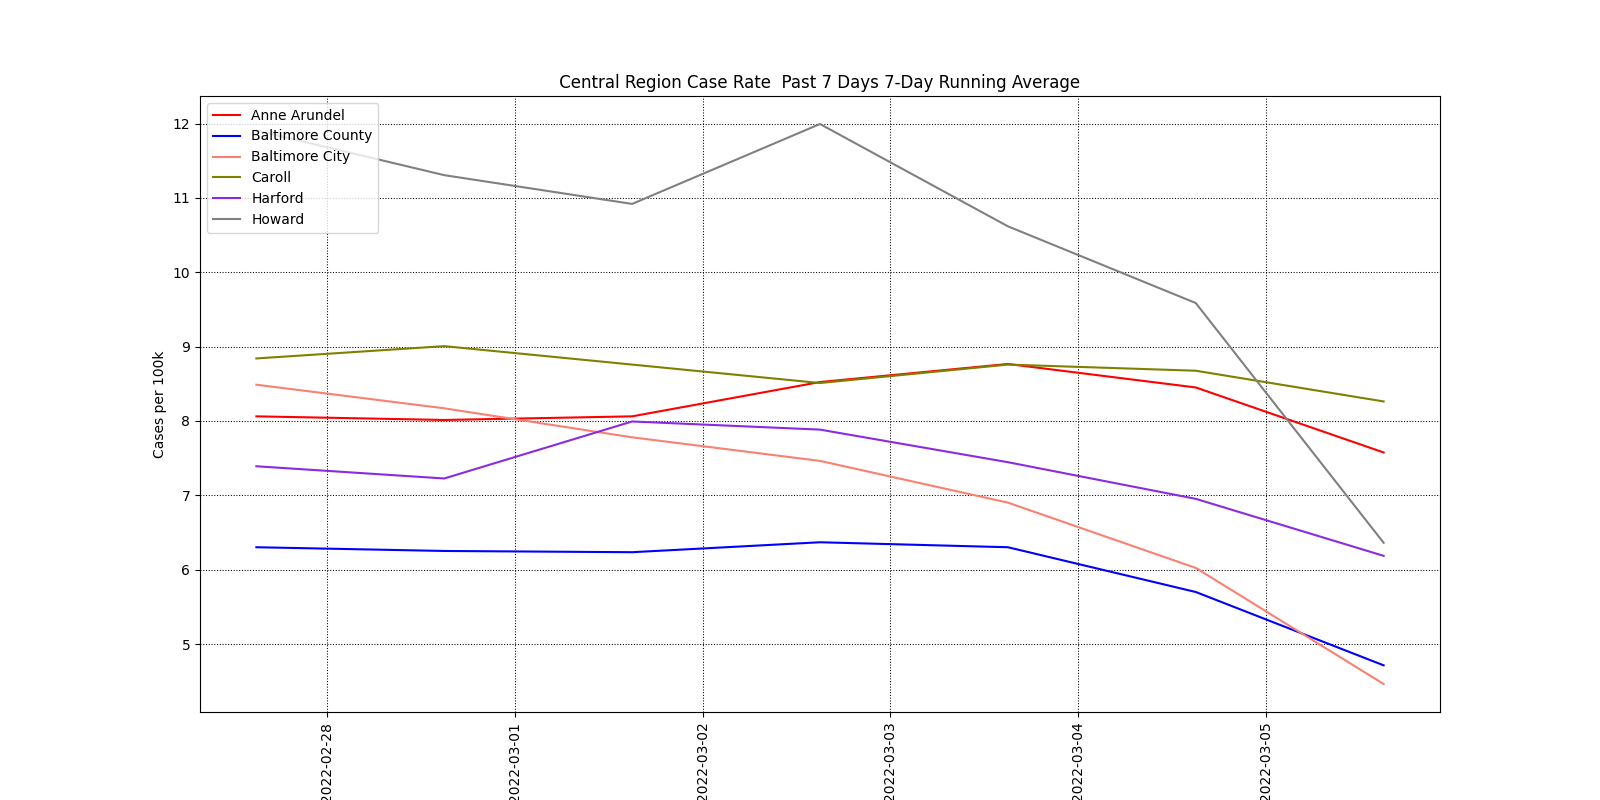 Central Region Case Rate  Past 7 Days 7-Day Running Average
Anne Arundel
Baltimore County
Baltimore City
Caroll
Harford
Howard
Cases per 100k
12
11
10
9
8
7
6
5
2022-02-28
2022-03-01
2022-03-02
2022-03-03
2022-03-04
2022-03-05